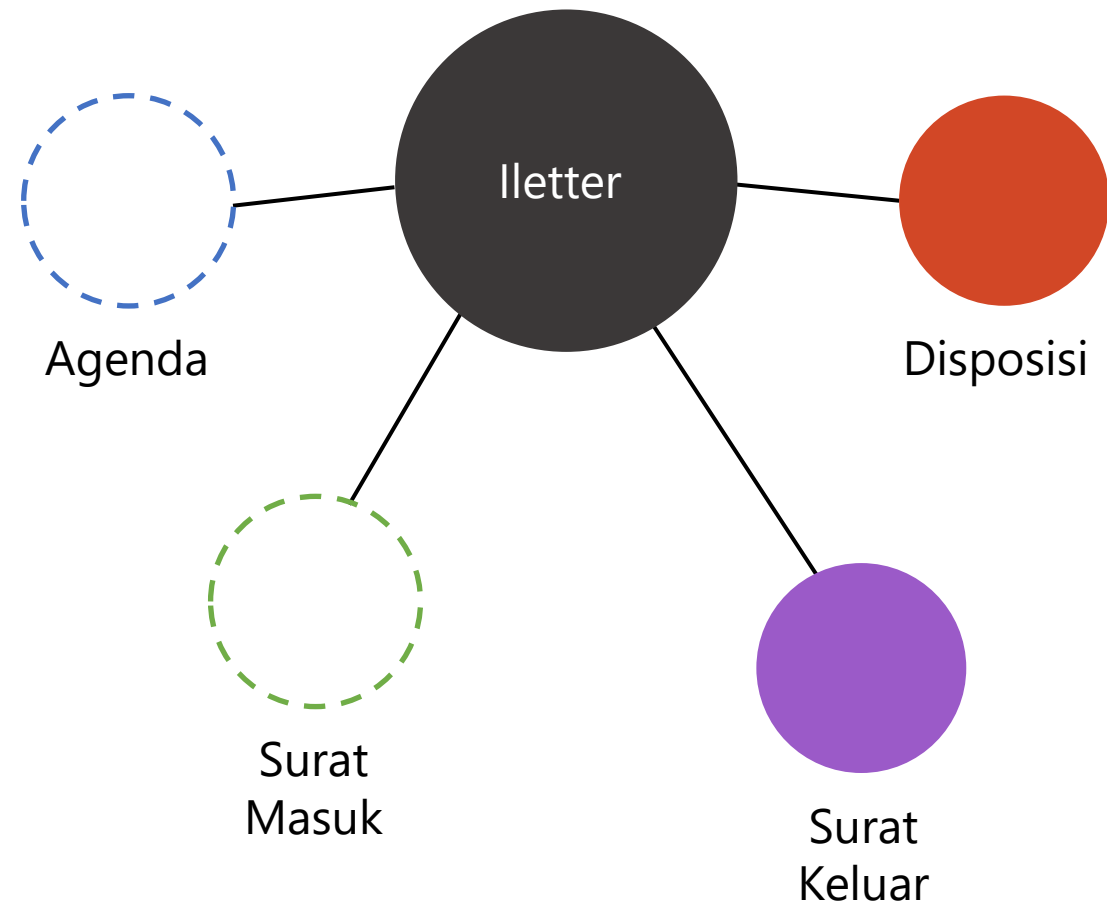 Iletter
Agenda
Disposisi
Surat
Masuk
Surat
Keluar